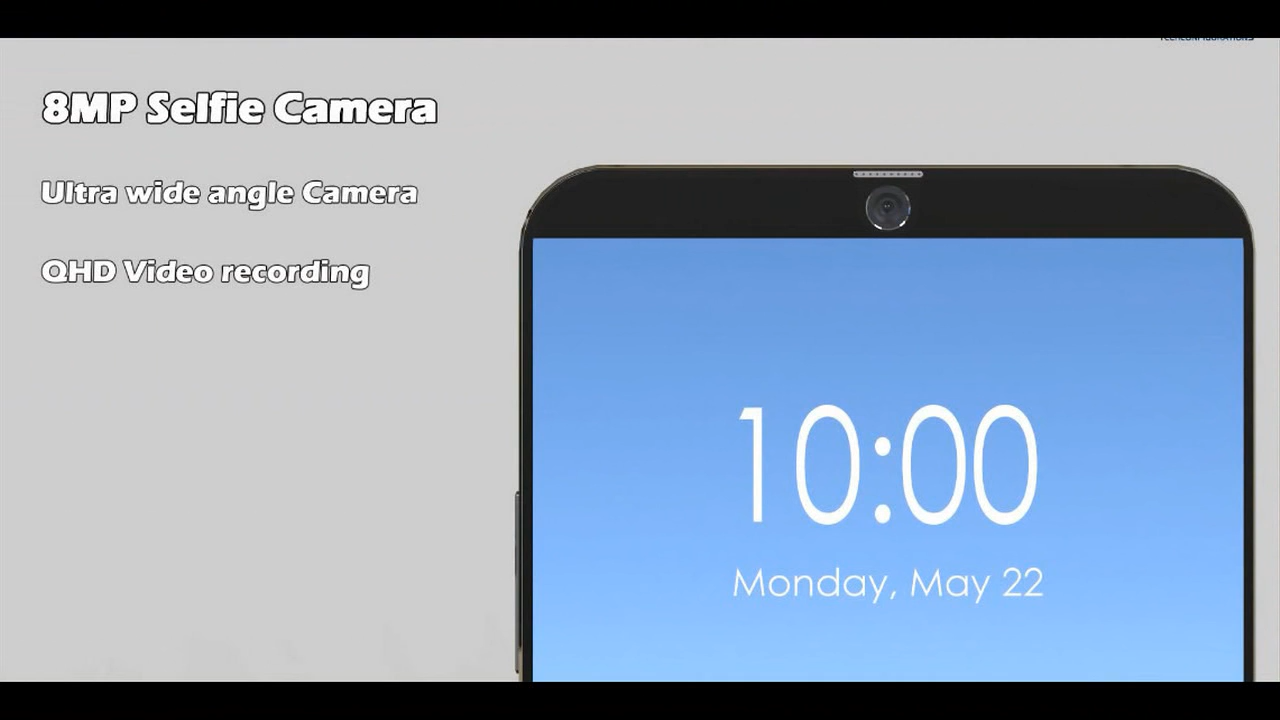 8MP Selfie Camera
Ultra wide angle Camera
QHD Video recording
10:00
Monday, May 22